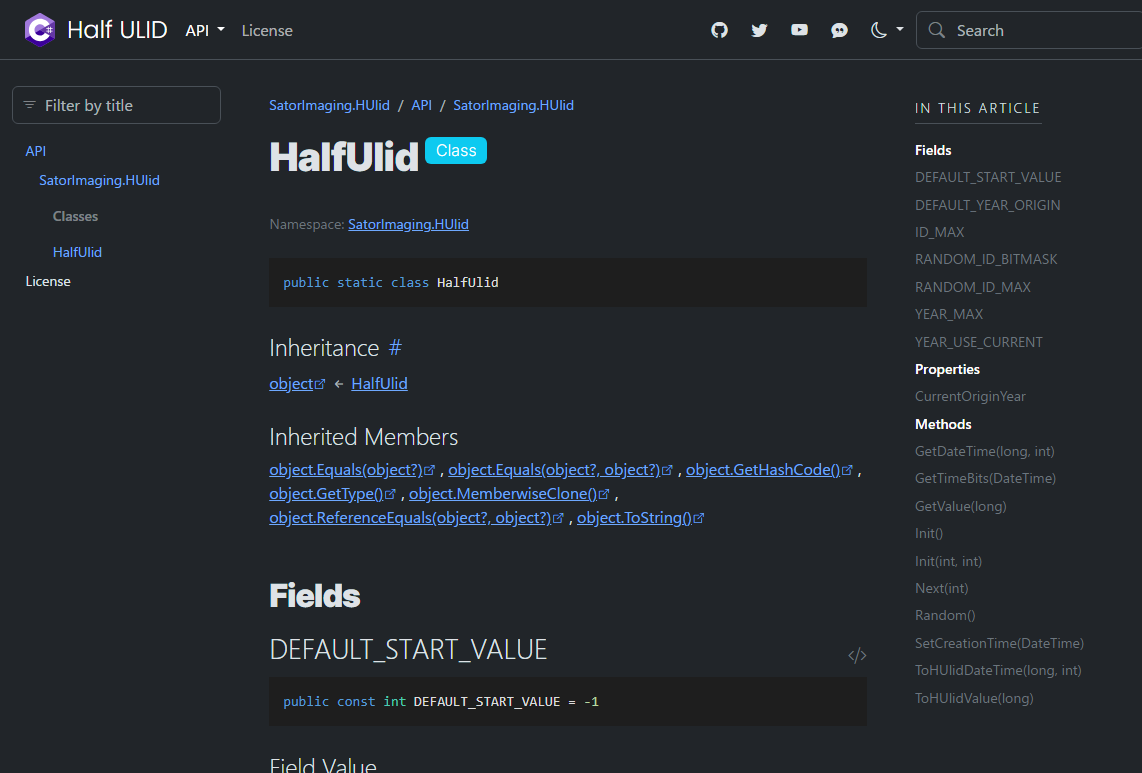 Half ULID API License Search
Filter by title
API
SatorImaging.HUlid
Classes
HalfUlid
License
SatorImaging.HUlid / API / SatorImaging.HUlid
HalfUlid Class
Namespace: SatorImaging.HUlid
public static class HalfUlid
Inheritance #
object ← HalfUlid
Inherited Members
object.Equals(object?) , object.Equals(object?, object?) , object.GetHashCode() ,
object.GetType() , object.MemberwiseClone() ,
object.ReferenceEquals(object?, object?) , object.ToString()
Fields
DEFAULT_START_VALUE
public const int DEFAULT_START_VALUE = -1
Field Value
IN THIS ARTICLE
Fields
DEFAULT_START_VALUE
DEFAULT_YEAR_ORIGIN
ID_MAX
RANDOM_ID_BITMASK
RANDOM_ID_MAX
YEAR_MAX
YEAR_USE_CURRENT
Properties
CurrentOriginYear
Methods
GetDateTime(long, int)
GetTimeBits(DateTime)
GetValue(long)
Init()
Init(int, int)
Next(int)
Random()
SetCreationTime(DateTime)
ToHUlidDateTime(long, int)
ToHUlidValue(long)